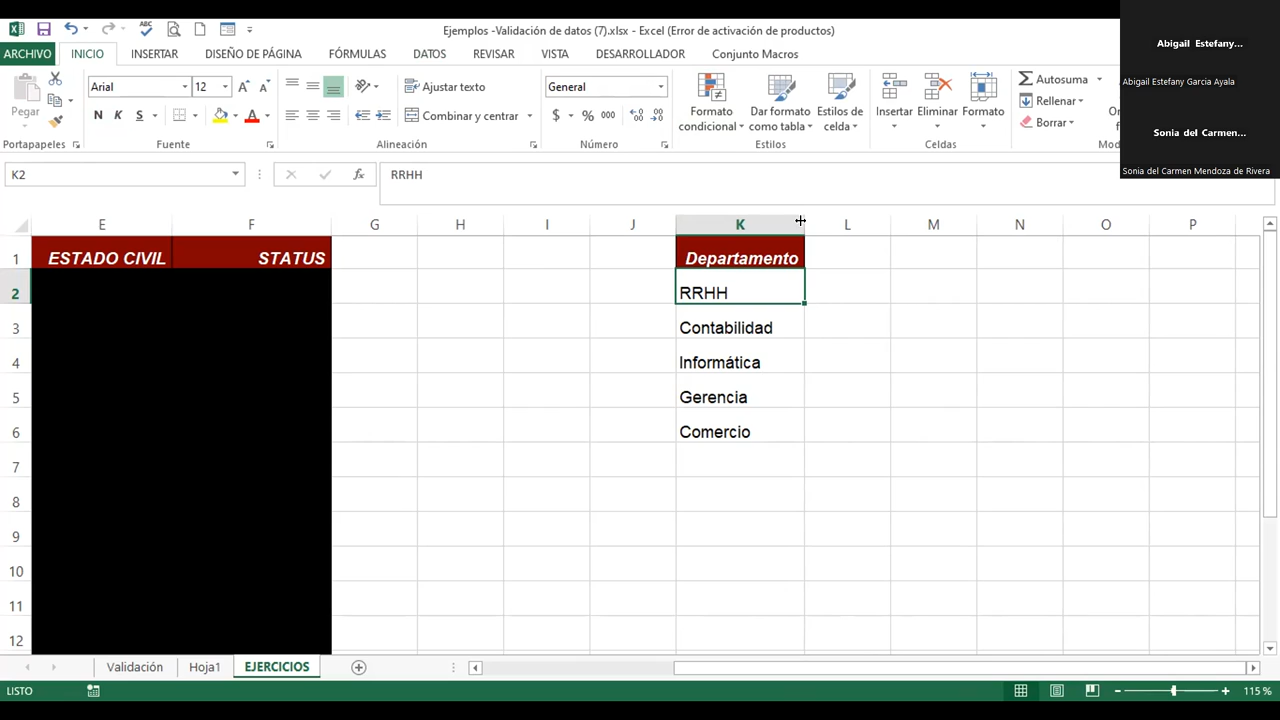 Ejemplos -Validación de datos (7).xlsx - Excel (Error de activación de productos)
Abigail Estefany...
Abigail Estefany García Ayala
Sonia del Carmen...
Sonia del Carmen Mendoza de Rivera
ARCHIVO INICIO INSERTAR DISEÑO DE PÁGINA FÓRMULAS DATOS REVISAR VISTA DESARROLLADOR Conjunto Macros
Pegar
Arial 12
N K S
Ajustar texto
Combinar y centrar
General
$ % 000
Formato condicional
Dar formato como tabla
Estilos de celda
Insertar Eliminar Formato
Autosuma
Rellenar
Borrar
Portapapeles Fuente Alineación Número Estilos Celdas
K2 fx RRHH
E F G H I J K L M N O P
1 ESTADO CIVIL STATUS Departamento
2 RRHH
3 Contabilidad
4 Informática
5 Gerencia
6 Comercio
7
8
9
10
11
12
Validación Hoja1 EJERCICIOS
LISTO 115 %